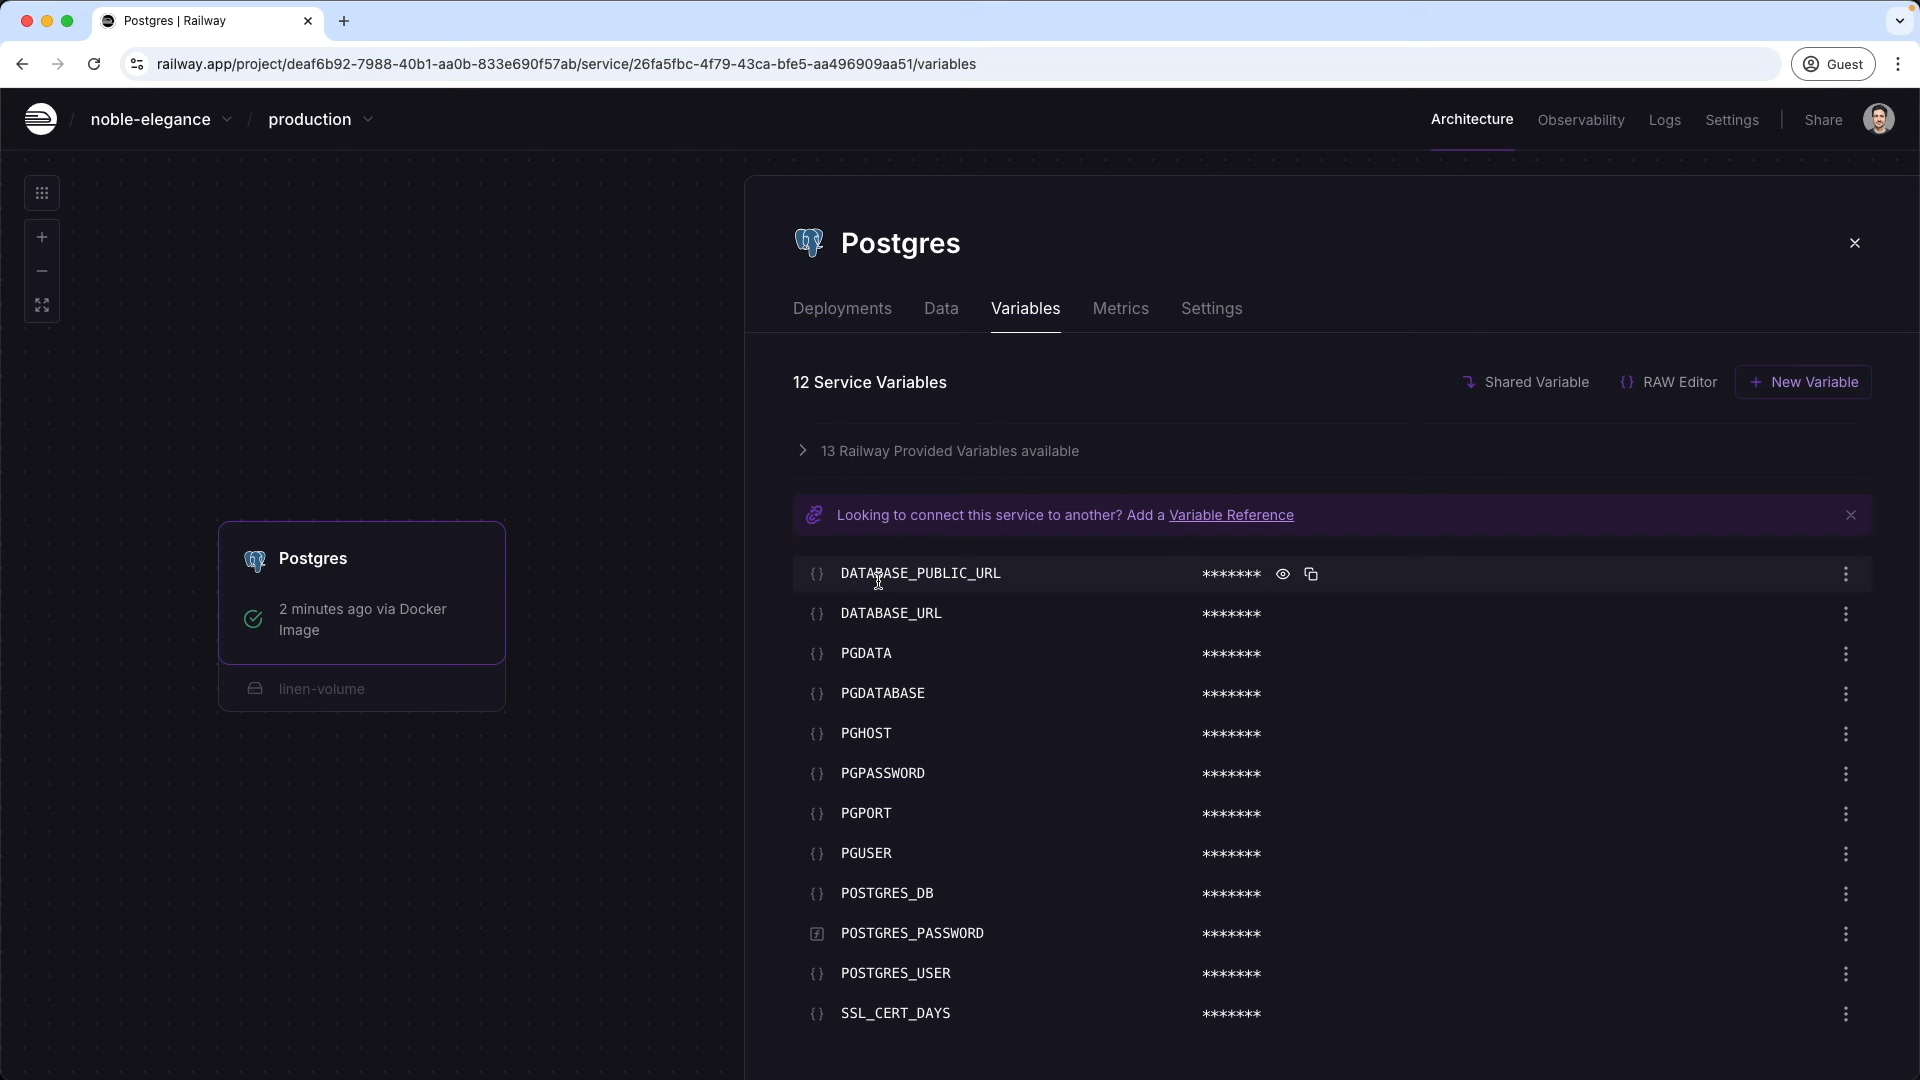 Postgres | Railway
railway.app/project/deaf6b92-7988-40b1-aa0b-833e690f57ab/service/26fa5fbc-4f79-43ca-bfe5-aa496909aa51/variables
Guest
noble-elegance / production
Architecture Observability Logs Settings Share
Postgres
2 minutes ago via Docker
Image
linen-volume
Postgres
Deployments Data Variables Metrics Settings
12 Service Variables Shared Variable {} RAW Editor + New Variable
13 Railway Provided Variables available
Looking to connect this service to another? Add a Variable Reference
{} DATABASE_PUBLIC_URL *******
{} DATABASE_URL *******
{} PGDATA *******
{} PGDATABASE *******
{} PGHOST *******
{} PGPASSWORD *******
{} PGPORT *******
{} PGUSER *******
{} POSTGRES_DB *******
POSTGRES_PASSWORD *******
{} POSTGRES_USER *******
{} SSL_CERT_DAYS *******